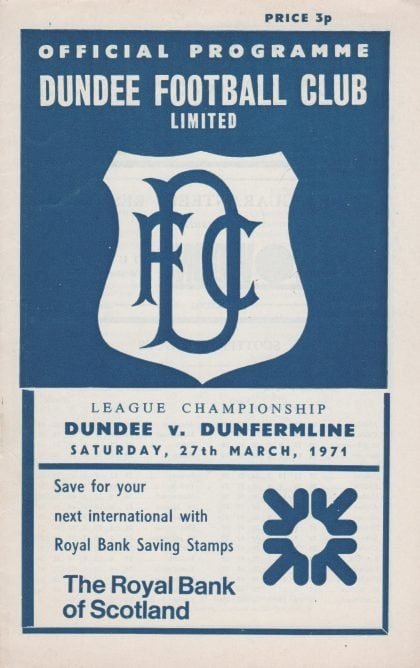 PRICE 3p
OFFICIAL PROGRAMME
DUNDEE FOOTBALL CLUB
LIMITED
DFC
LEAGUE CHAMPIONSHIP
DUNDEE v. DUNFERMLINE
SATURDAY, 27th MARCH, 1971
Save for your
next international with
Royal Bank Saving Stamps
The Royal Bank
of Scotland